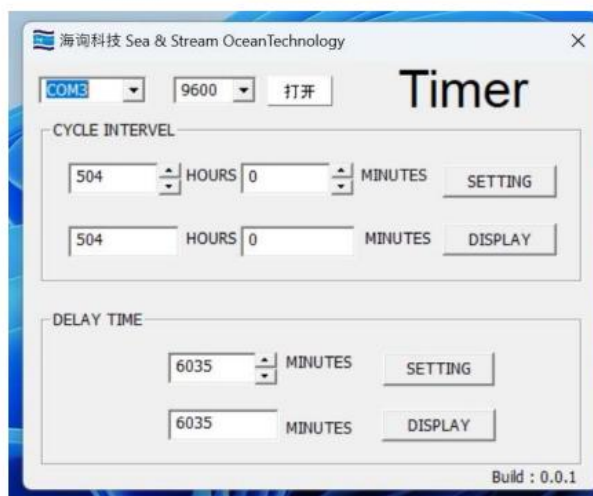 海询科技 Sea & Stream OceanTechnology
COM3 9600 打开 Timer
CYCLE INTERVEL
504 HOURS 0 MINUTES SETTING
504 HOURS 0 MINUTES DISPLAY
DELAY TIME
6035 MINUTES SETTING
6035 MINUTES DISPLAY
Build : 0.0.1